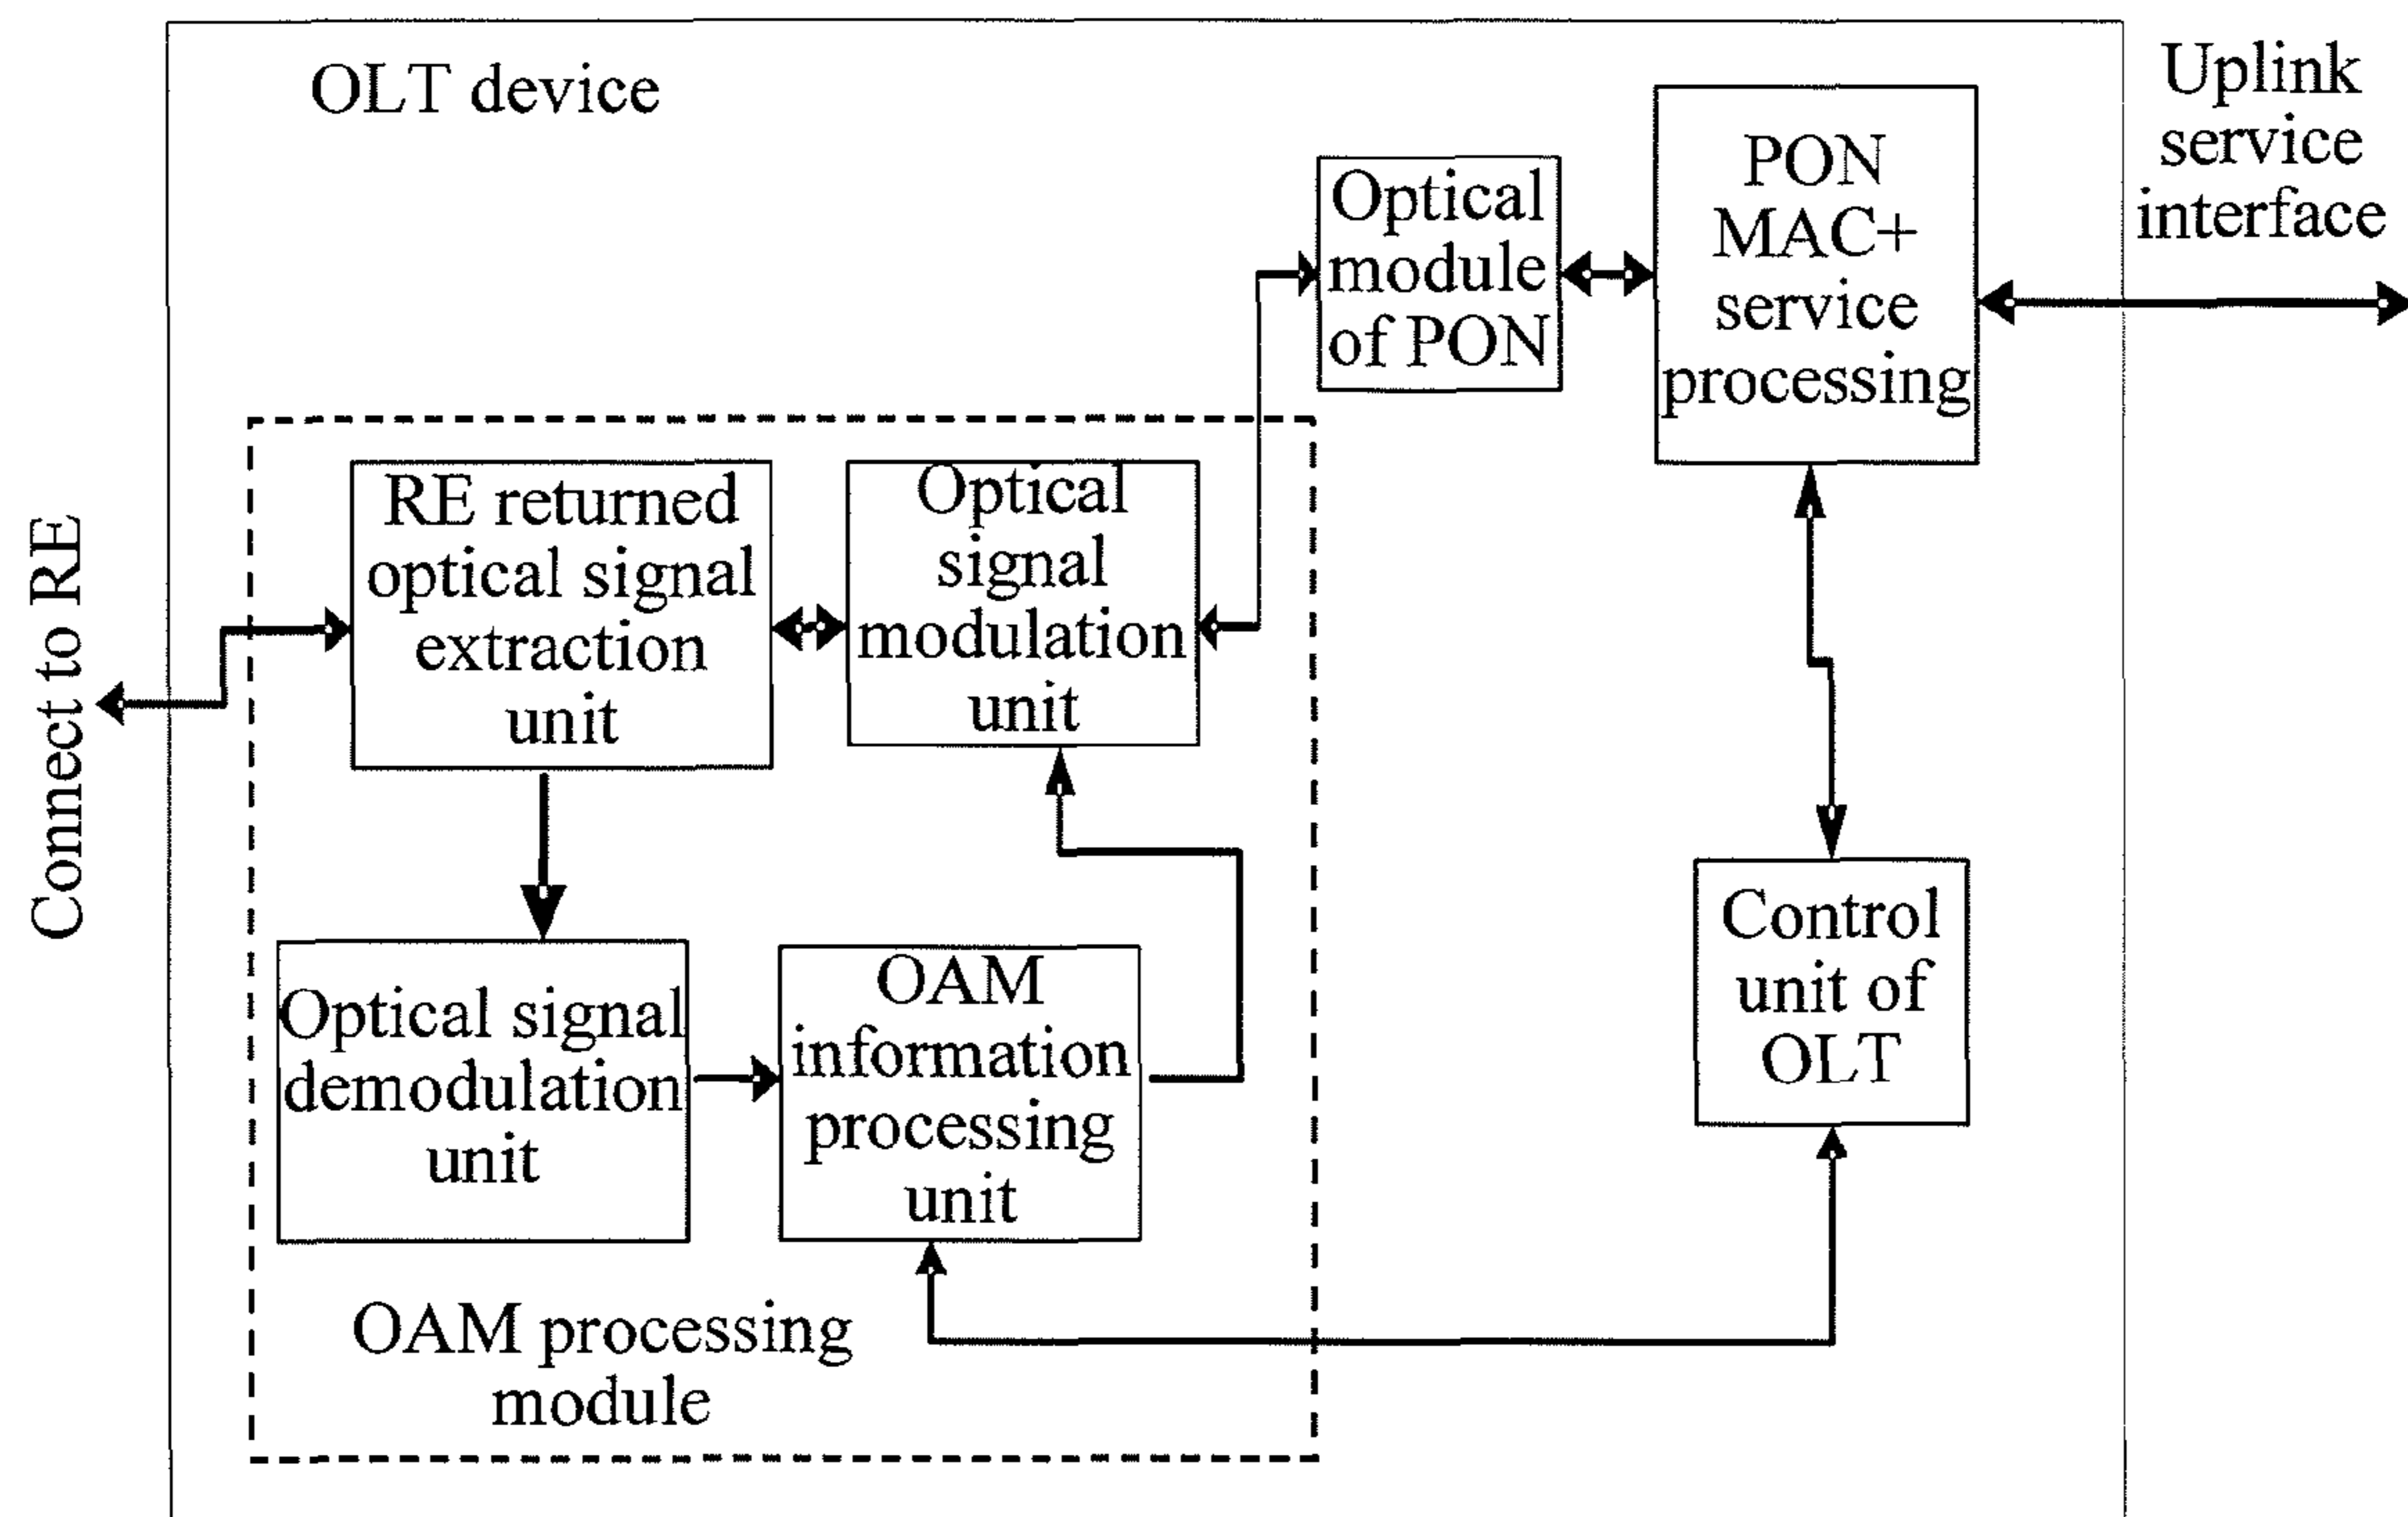 OLT device
Uplink
service
interface
PON
MAC+
service
processing
Optical
module
of PON
RE returned
optical signal
extraction
unit
Optical
signal
modulation
unit
Connect to RE
Optical signal
demodulation
unit
OAM
information
processing
unit
Control
unit of
OLT
OAM processing
module